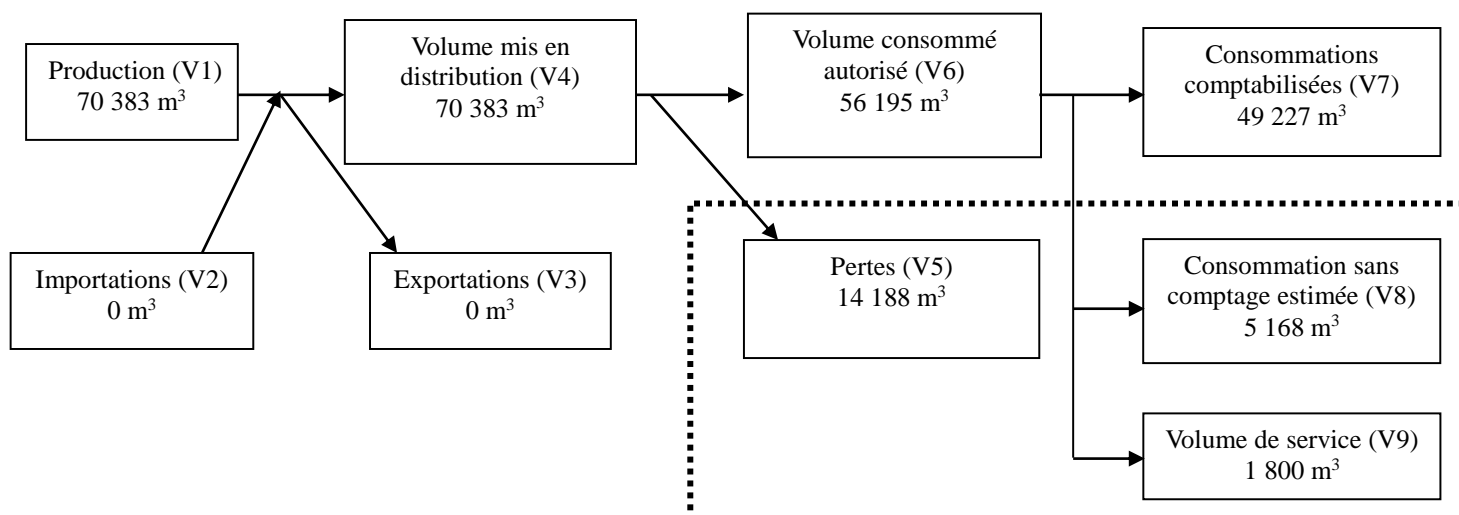 Production (V1)
70 383 m³
Volume mis en
distribution (V4)
70 383 m³
Volume consommé
autorisé (V6)
56 195 m³
Consommations
comptabilisées (V7)
49 227 m³
Importations (V2)
0 m³
Exportations (V3)
0 m³
Pertes (V5)
14 188 m³
Consommation sans
comptage estimée (V8)
5 168 m³
Volume de service (V9)
1 800 m³